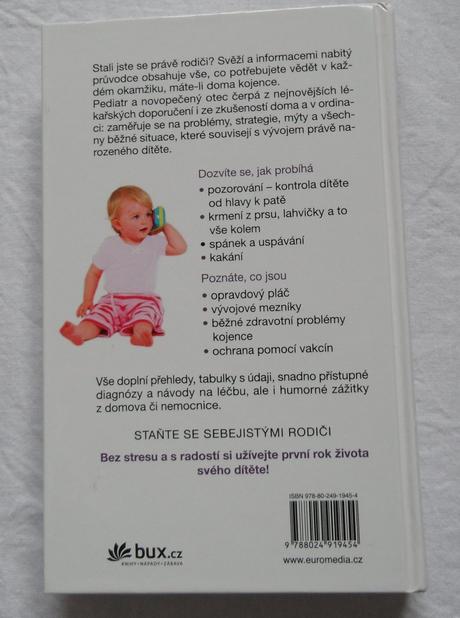 Stali jste se právě rodiči? Svěží a informacemi nabitý
průvodce obsahuje vše, co potřebujete vědět v kaž-
dém okamžiku, máte-li doma kojence.
Pediatr a novopečený otec čerpá z nejnovějších lé-
kařských doporučení i ze zkušeností doma a v ordina-
ci: zaměřuje se na problémy, strategie, mýty a všech-
ny běžné situace, které souvisejí s vývojem právě na-
rozeného dítěte.
Dozvíte se, jak probíhá
• pozorování – kontrola dítěte
od hlavy k patě
• krmení z prsu, lahvičky a to
vše kolem
• spánek a uspávání
• kakání
Poznáte, co jsou
• opravdový pláč
• vývojové mezníky
• běžné zdravotní problémy
kojence
• ochrana pomocí vakcín
Vše doplní přehledy, tabulky s údaji, snadno přístupné
diagnózy a návody na léčbu, ale i humorné zážitky
z domova či nemocnice.
STAŇTE SE SEBEJISTÝMI RODIČI
Bez stresu a s radostí si užívejte první rok života
svého dítěte!
ISBN 978-80-249-1945-4
9 788024 919454
bux.cz
KNIHY • NÁPADY • ZÁBAVA
www.euromedia.cz